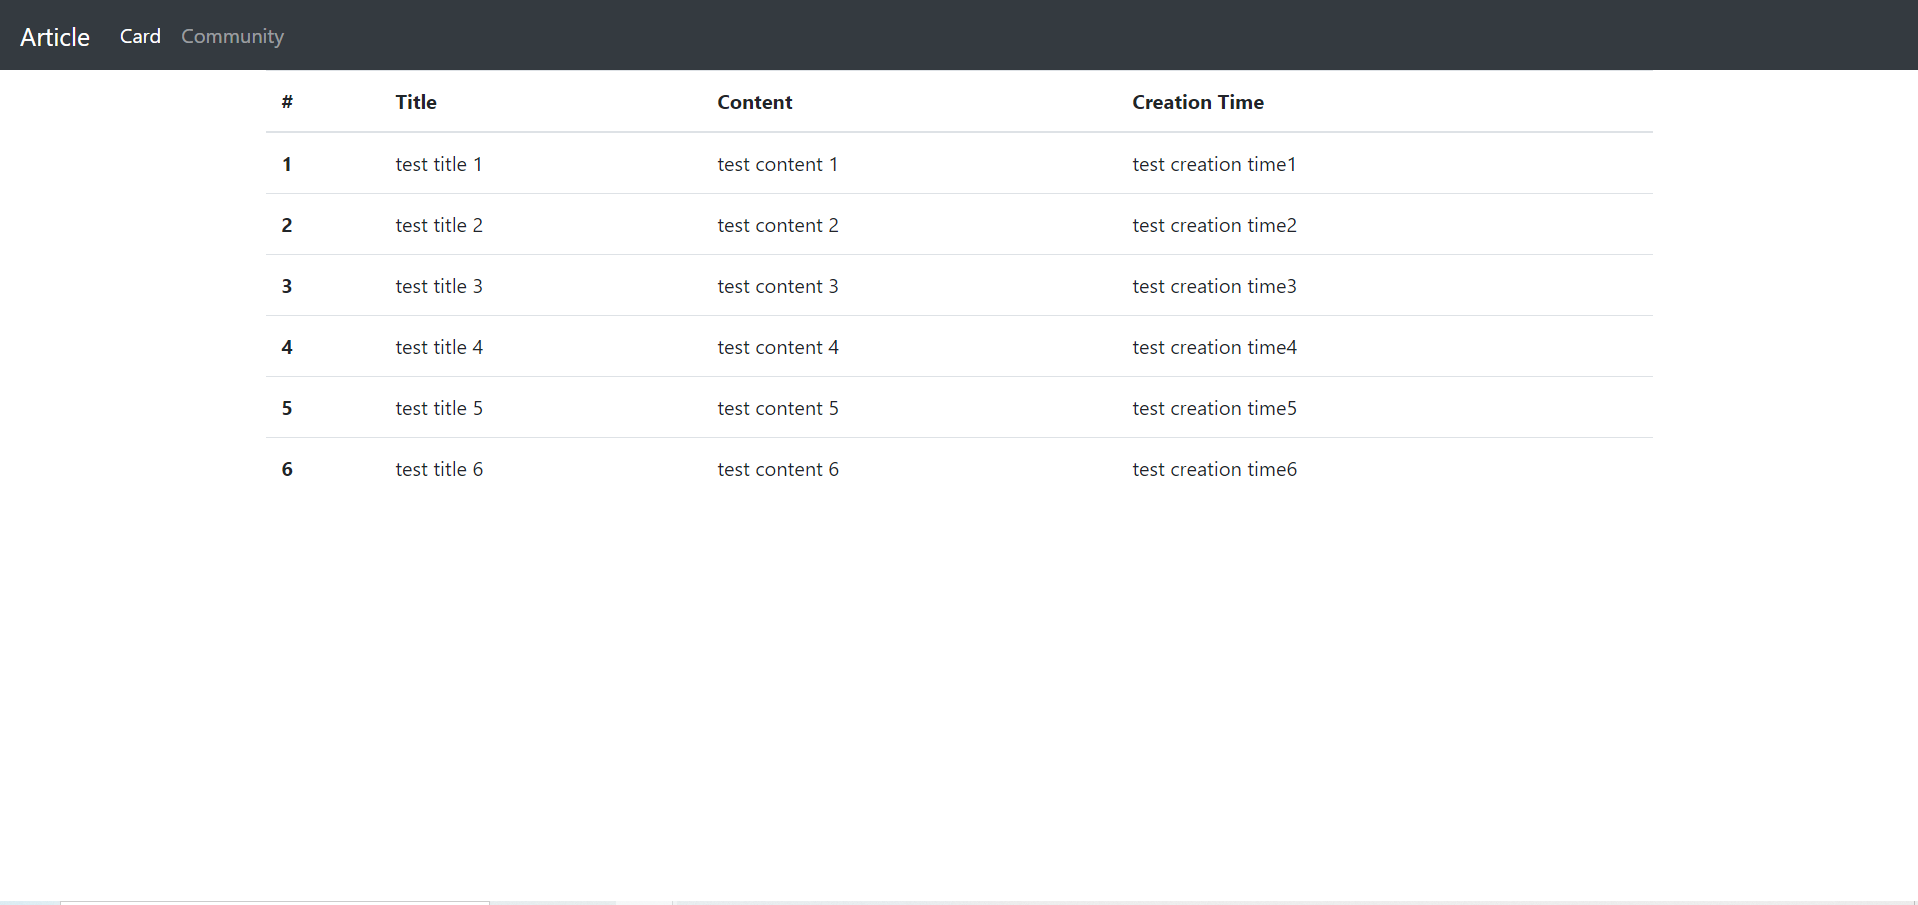 Article Card Community
# Title Content Creation Time
1 test title 1 test content 1 test creation time1
2 test title 2 test content 2 test creation time2
3 test title 3 test content 3 test creation time3
4 test title 4 test content 4 test creation time4
5 test title 5 test content 5 test creation time5
6 test title 6 test content 6 test creation time6